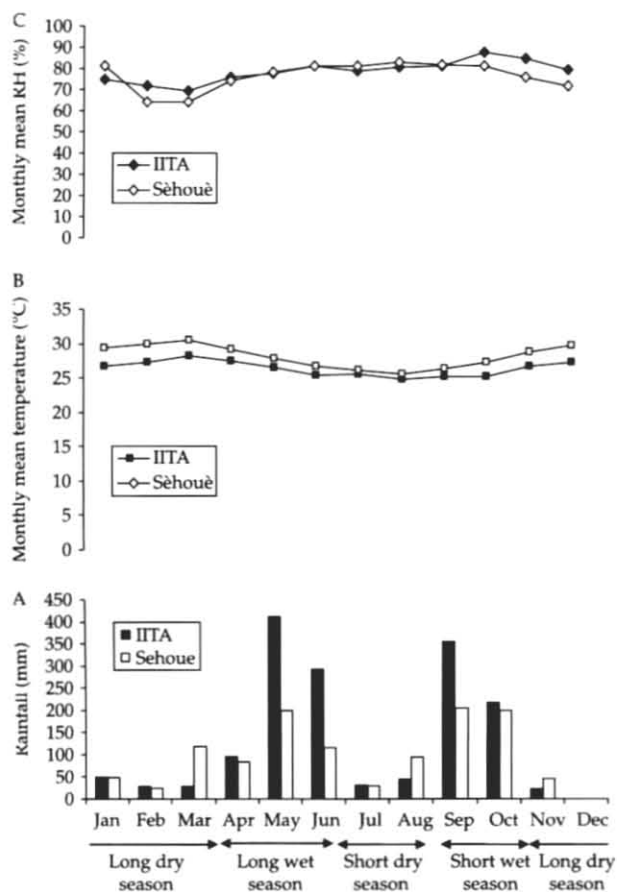 C
Monthly mean RH (%)
100
90
80
70
60
50
40
30
20
10
0
IITA
Sèhouè
B
Monthly mean temperature (°C)
35
30
25
20
15
10
5
0
IITA
Sèhouè
A
Rainfall (mm)
450
400
350
300
250
200
150
100
50
0
IITA
Sehoue
Jan Feb Mar Apr May Jun Jul Aug Sep Oct Nov Dec
Long dry season
Long wet season
Short dry season
Short wet season
Long dry season